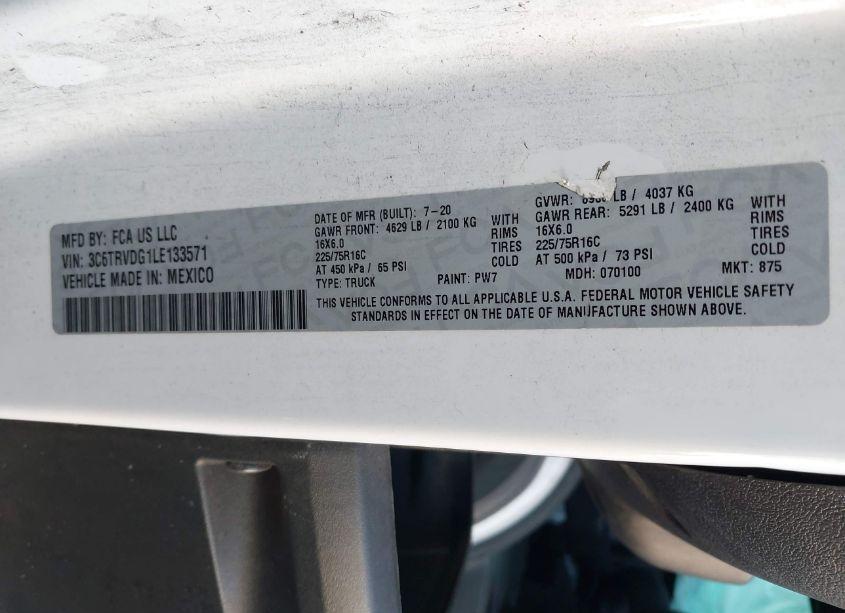 MFD BY: FCA US LLC
VIN: 3C6TRVDG1LE133571
VEHICLE MADE IN: MEXICO
DATE OF MFR (BUILT): 7-20
GAWR FRONT: 4629 LB / 2100 KG WITH
16X6.0 RIMS
225/75R16C TIRES
AT 450 kPa / 65 PSI COLD
TYPE: TRUCK PAINT: PW7
GVWR: LB / 4037 KG
GAWR REAR: 5291 LB / 2400 KG WITH
16X6.0 RIMS
225/75R16C TIRES
AT 500 kPa / 73 PSI COLD
MDH: 070100 MKT: 875
THIS VEHICLE CONFORMS TO ALL APPLICABLE U.S.A. FEDERAL MOTOR VEHICLE SAFETY
STANDARDS IN EFFECT ON THE DATE OF MANUFACTURE SHOWN ABOVE.